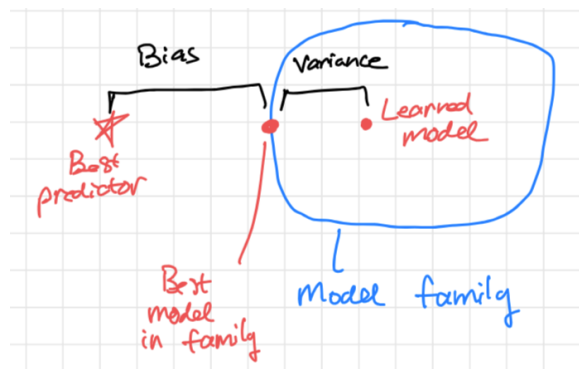 Bias
Variance
Learned
model
Best
predictor
Best
model
in family
Model family